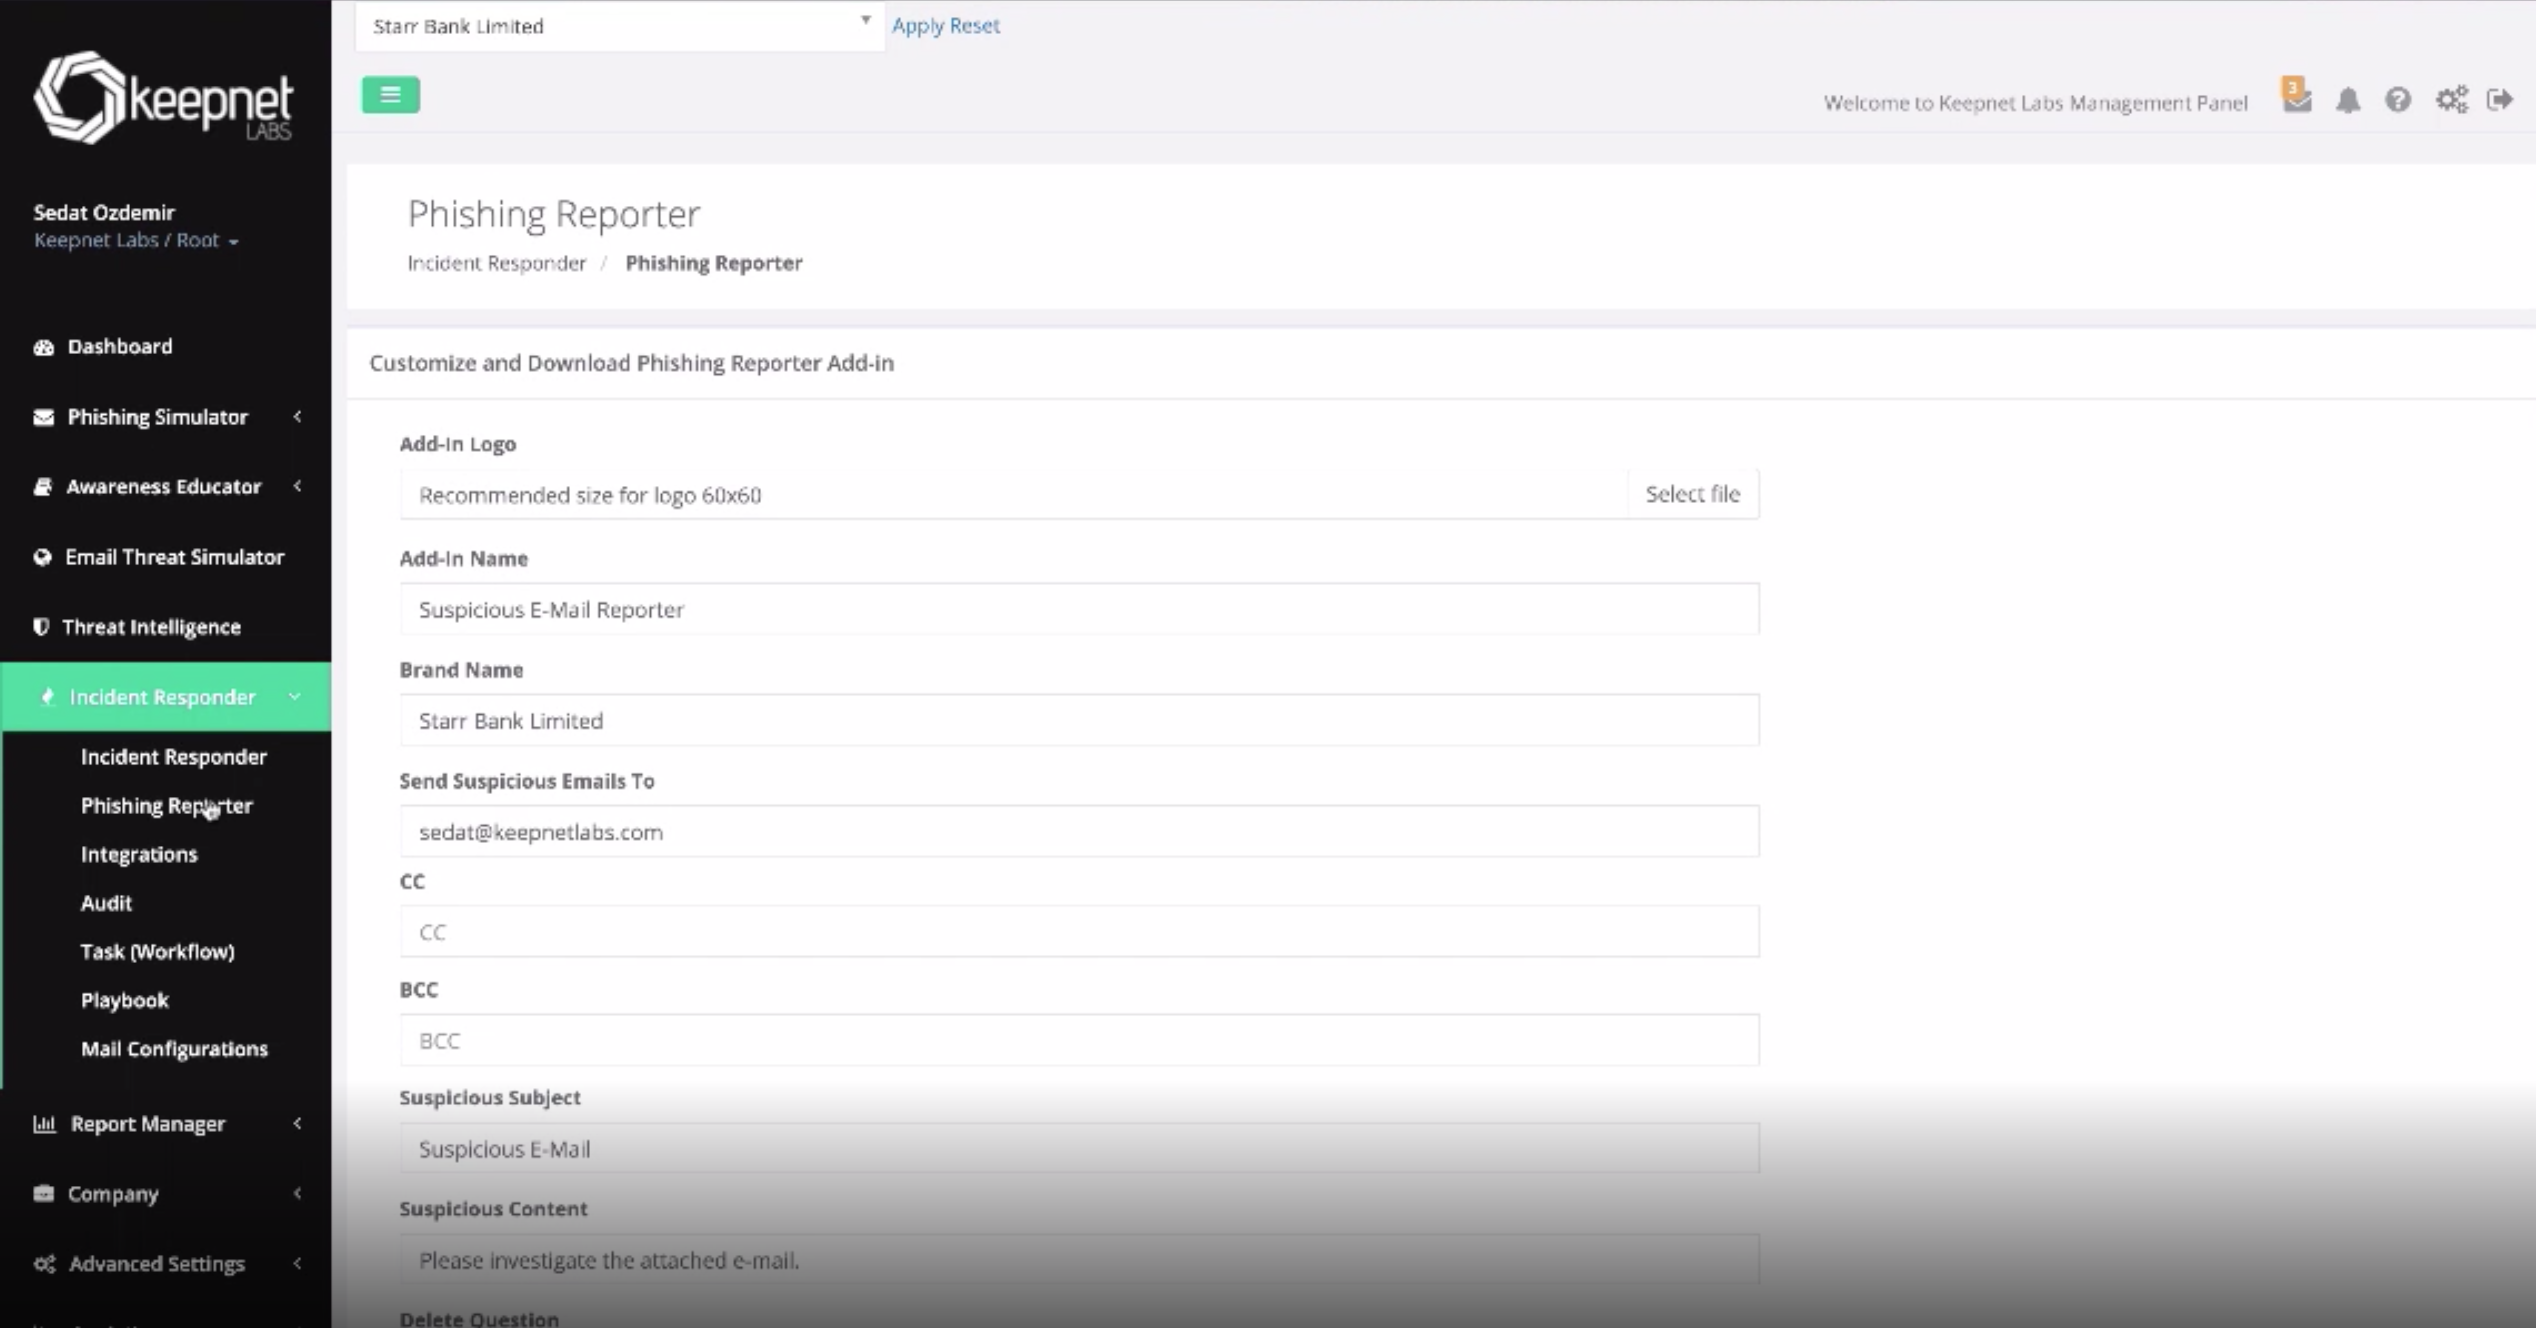 Starr Bank Limited
Apply Reset
keepnet
LABS
Welcome to Keepnet Labs Management Panel
3
Sedat Ozdemir
Keepnet Labs / Root
Dashboard
Phishing Simulator
Awareness Educator
Email Threat Simulator
Threat Intelligence
Incident Responder
Incident Responder
Phishing Reporter
Integrations
Audit
Task (Workflow)
Playbook
Mail Configurations
Report Manager
Company
Advanced Settings
Phishing Reporter
Incident Responder / Phishing Reporter
Customize and Download Phishing Reporter Add-in
Add-In Logo
Recommended size for logo 60x60
Select file
Add-In Name
Suspicious E-Mail Reporter
Brand Name
Starr Bank Limited
Send Suspicious Emails To
sedat@keepnetlabs.com
CC
CC
BCC
BCC
Suspicious Subject
Suspicious E-Mail
Suspicious Content
Please investigate the attached e-mail.
Delete Question